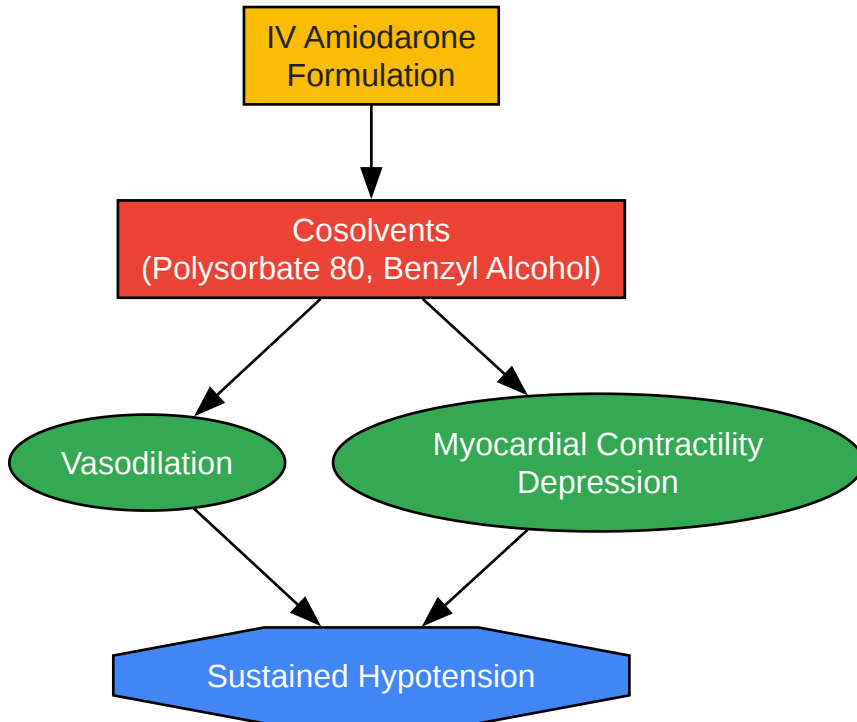 IV Amiodarone
Formulation
Cosolvents
(Polysorbate 80, Benzyl Alcohol)
Vasodilation
Myocardial Contractility
Depression
Sustained Hypotension